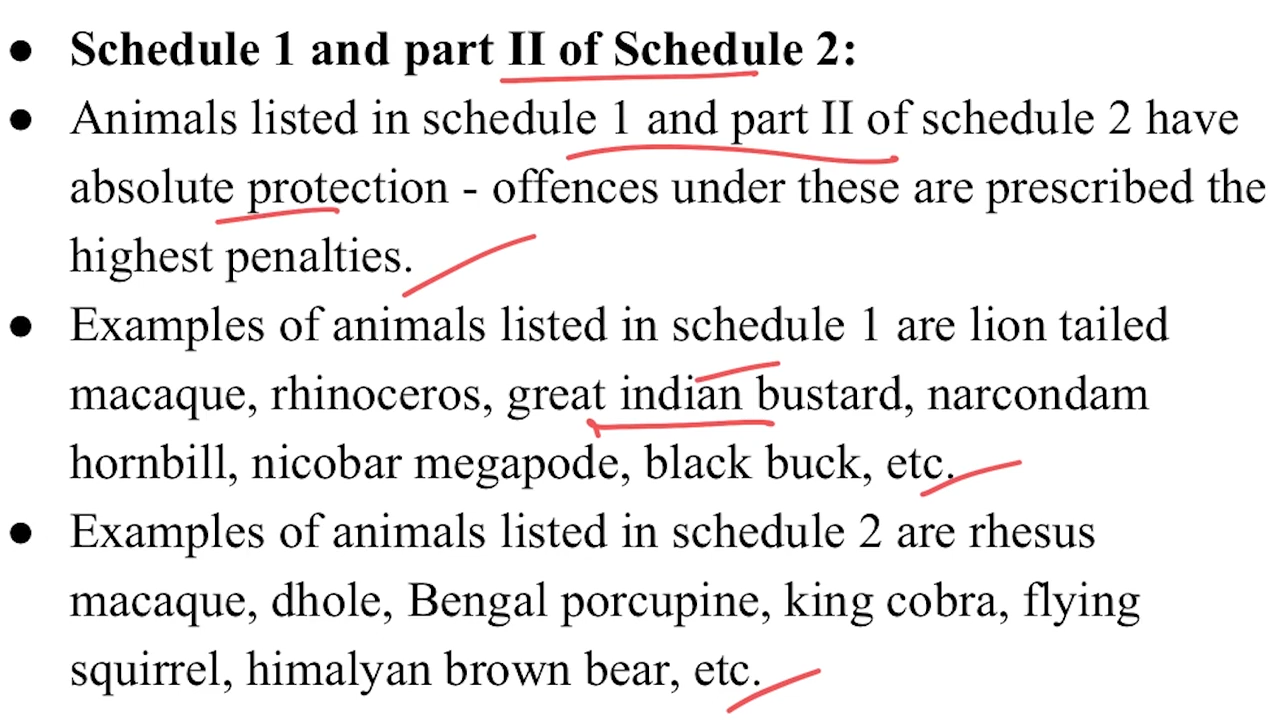 ● Schedule 1 and part II of Schedule 2:
● Animals listed in schedule 1 and part II of schedule 2 have
absolute protection - offences under these are prescribed the
highest penalties.
● Examples of animals listed in schedule 1 are lion tailed
macaque, rhinoceros, great indian bustard, narcondam
hornbill, nicobar megapode, black buck, etc.
● Examples of animals listed in schedule 2 are rhesus
macaque, dhole, Bengal porcupine, king cobra, flying
squirrel, himalyan brown bear, etc.